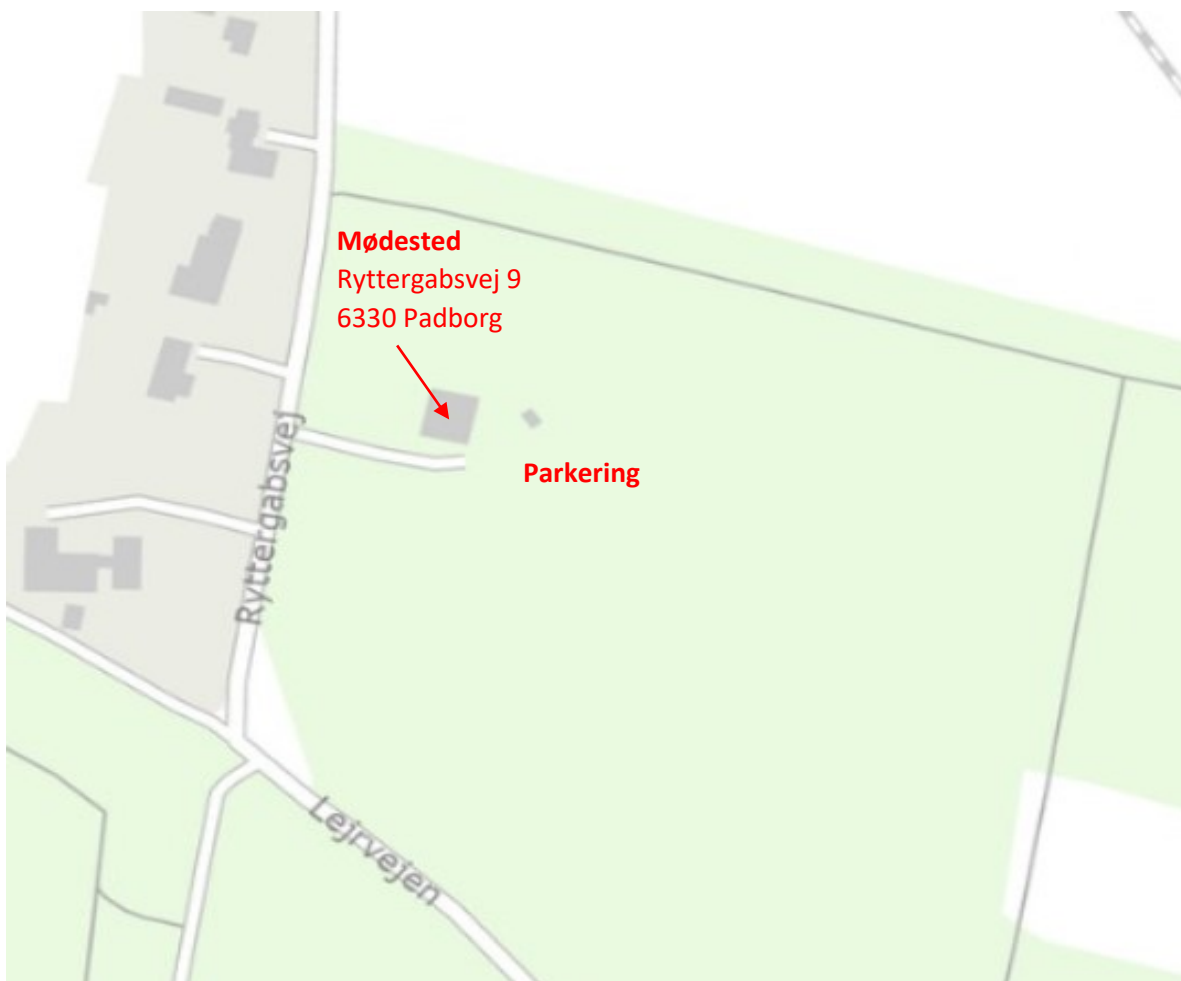 Mødested
Ryttergabsvej 9
6330 Padborg
Parkering
Ryttergabsvej
Lejrvejen